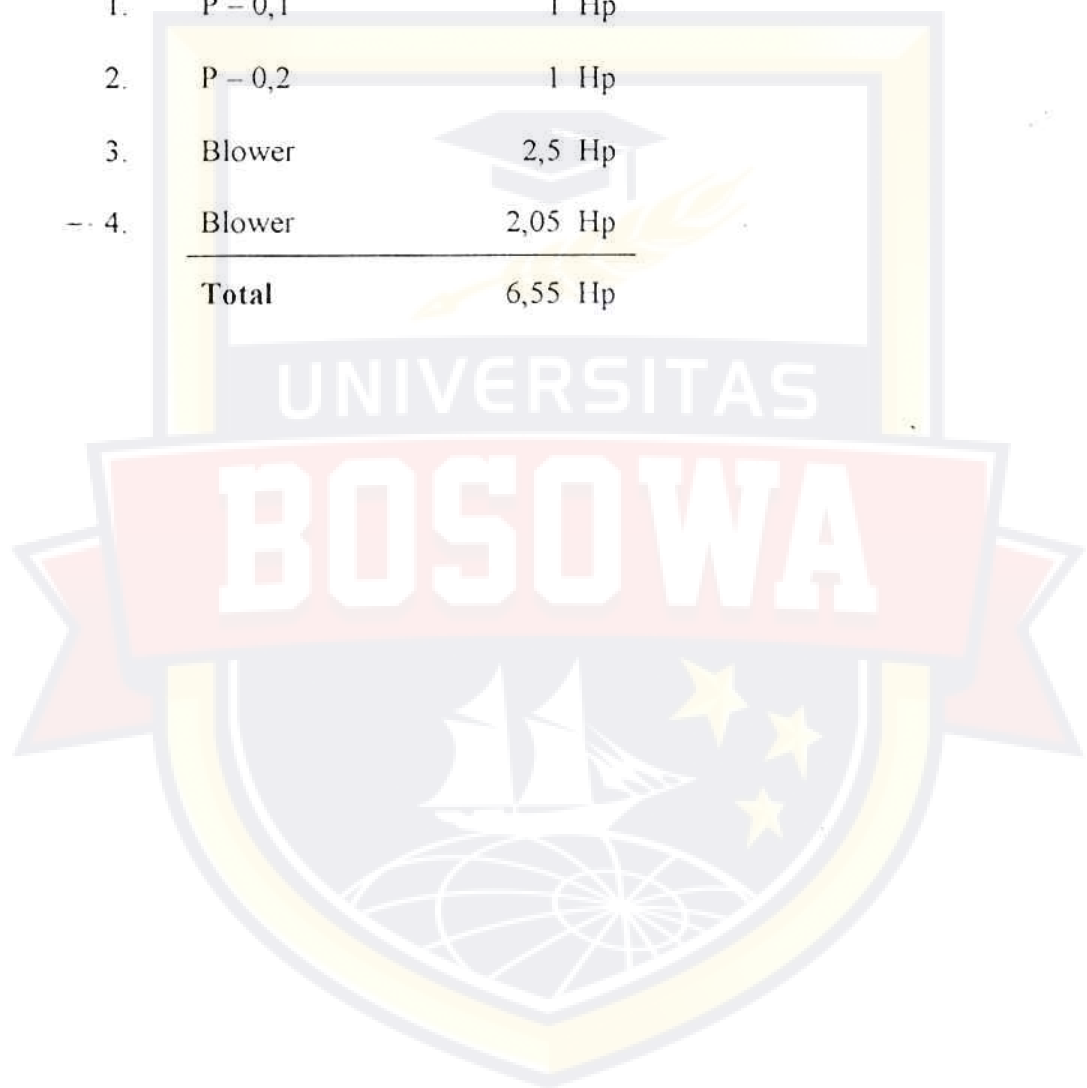 1. P – 0,1 1 Hp
2. P – 0,2 1 Hp
3. Blower 2,5 Hp
4. Blower 2,05 Hp
Total 6,55 Hp
UNIVERSITAS
BOSOWA